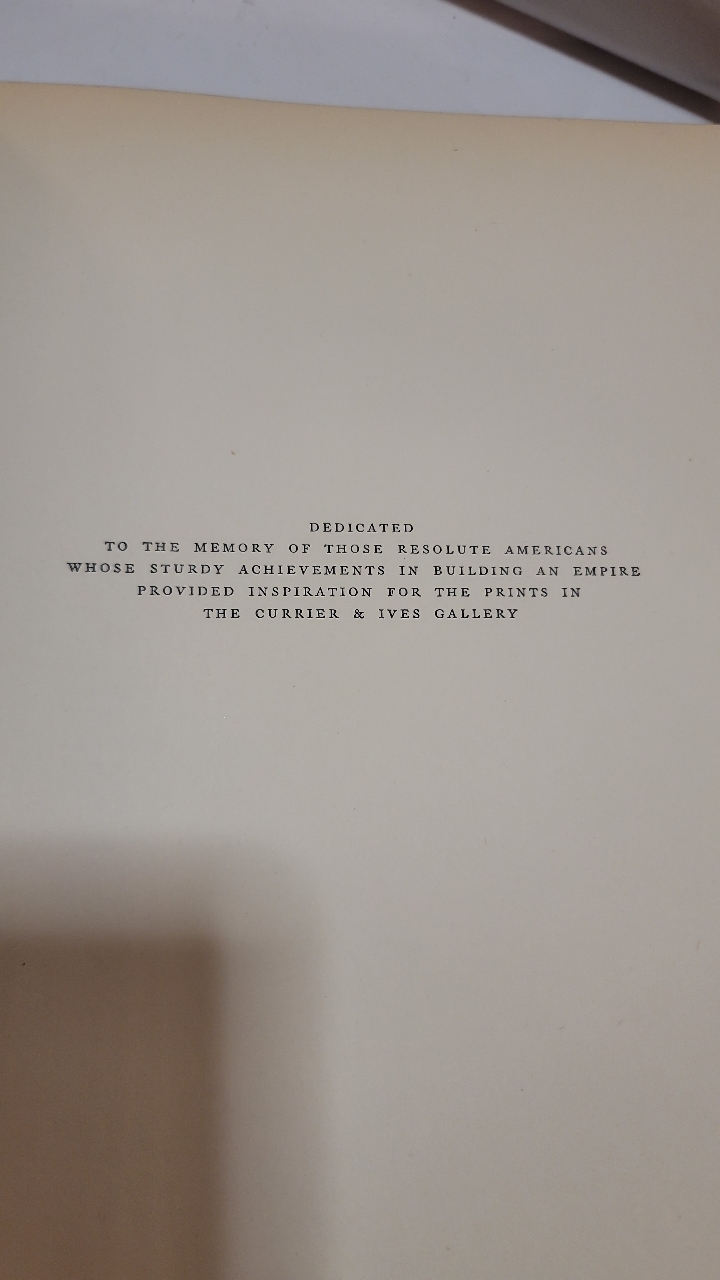 DEDICATED
TO THE MEMORY OF THOSE RESOLUTE AMERICANS
WHOSE STURDY ACHIEVEMENTS IN BUILDING AN EMPIRE
PROVIDED INSPIRATION FOR THE PRINTS IN
THE CURRIER & IVES GALLERY